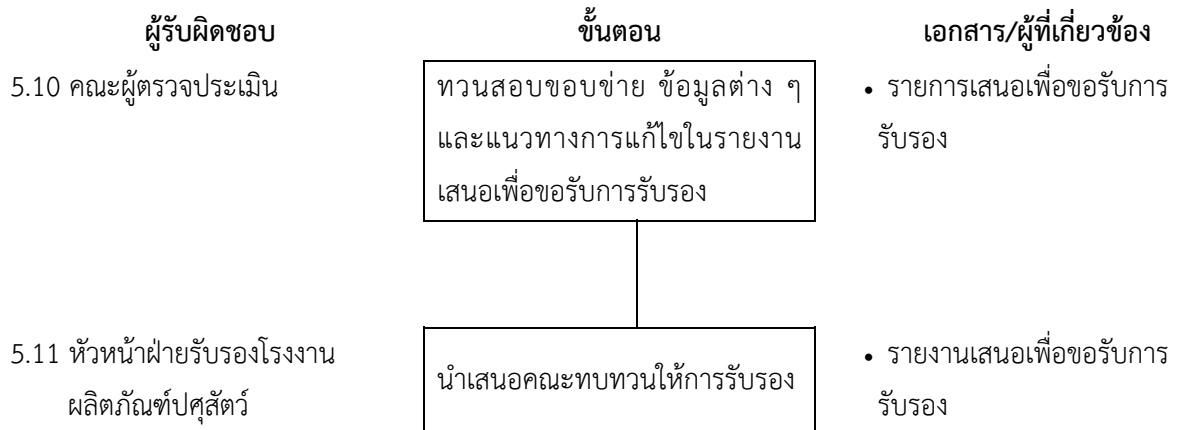 ผู้รับผิดชอบ ขั้นตอน เอกสาร/ผู้ที่เกี่ยวข้อง
5.10 คณะผู้ตรวจประเมิน
ทวนสอบขอบข่าย ข้อมูลต่าง ๆ
และแนวทางการแก้ไขในรายงาน
เสนอเพื่อขอรับการรับรอง
• รายการเสนอเพื่อขอรับการ
รับรอง
5.11 หัวหน้าฝ่ายรับรองโรงงาน
ผลิตภัณฑ์ปศุสัตว์
นำเสนอคณะทบทวนให้การรับรอง
• รายงานเสนอเพื่อขอรับการ
รับรอง